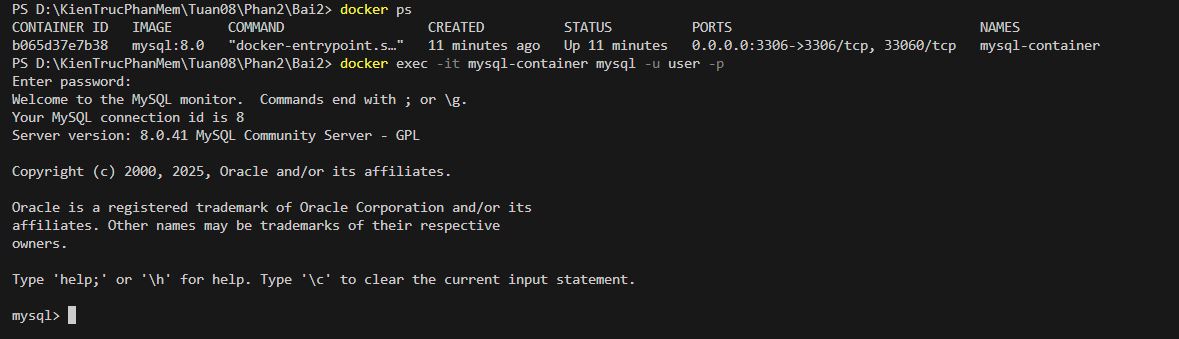 PS D:\KienTrucPhanMem\Tuan08\Phan2\Bai2> docker ps
CONTAINER ID   IMAGE       COMMAND                  CREATED          STATUS          PORTS                               NAMES
b065d37e7b38   mysql:8.0   "docker-entrypoint.s…"   11 minutes ago   Up 11 minutes   0.0.0.0:3306->3306/tcp, 33060/tcp   mysql-container
PS D:\KienTrucPhanMem\Tuan08\Phan2\Bai2> docker exec -it mysql-container mysql -u user -p
Enter password:
Welcome to the MySQL monitor.  Commands end with ; or \g.
Your MySQL connection id is 8
Server version: 8.0.41 MySQL Community Server - GPL
Copyright (c) 2000, 2025, Oracle and/or its affiliates.
Oracle is a registered trademark of Oracle Corporation and/or its
affiliates. Other names may be trademarks of their respective
owners.
Type 'help;' or '\h' for help. Type '\c' to clear the current input statement.
mysql>